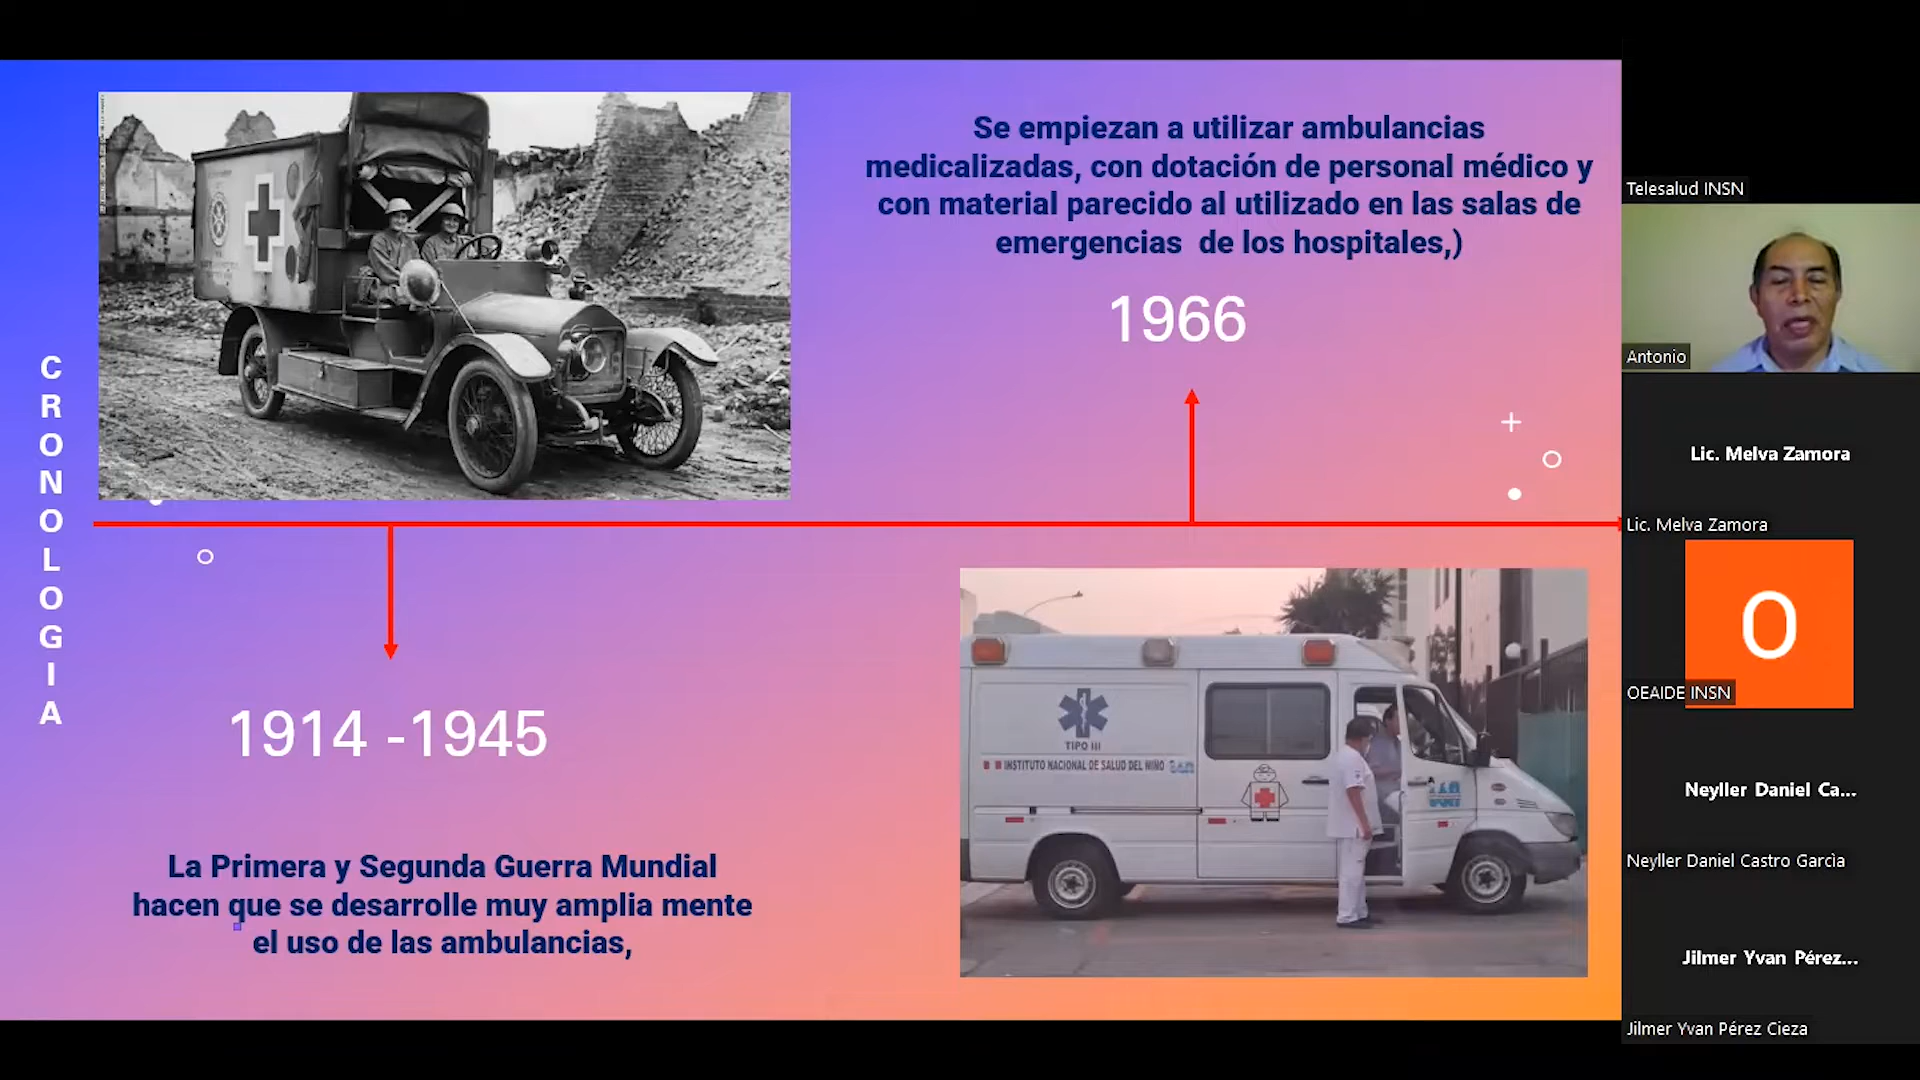 CRONOLOGIA
Se empiezan a utilizar ambulancias
medicalizadas, con dotación de personal médico y
con material parecido al utilizado en las salas de
emergencias de los hospitales,)
1966
1914 -1945
La Primera y Segunda Guerra Mundial
hacen que se desarrolle muy amplia mente
el uso de las ambulancias,
TIPO III
INSTITUTO NACIONAL DE SALUD DEL NIÑO
Telesalud INSN
Antonio
Lic. Melva Zamora
Lic. Melva Zamora
O
OEAIDE INSN
Neyller Daniel Ca...
Neyller Daniel Castro Garcìa
Jilmer Yvan Pérez...
Jilmer Yvan Pérez Cieza